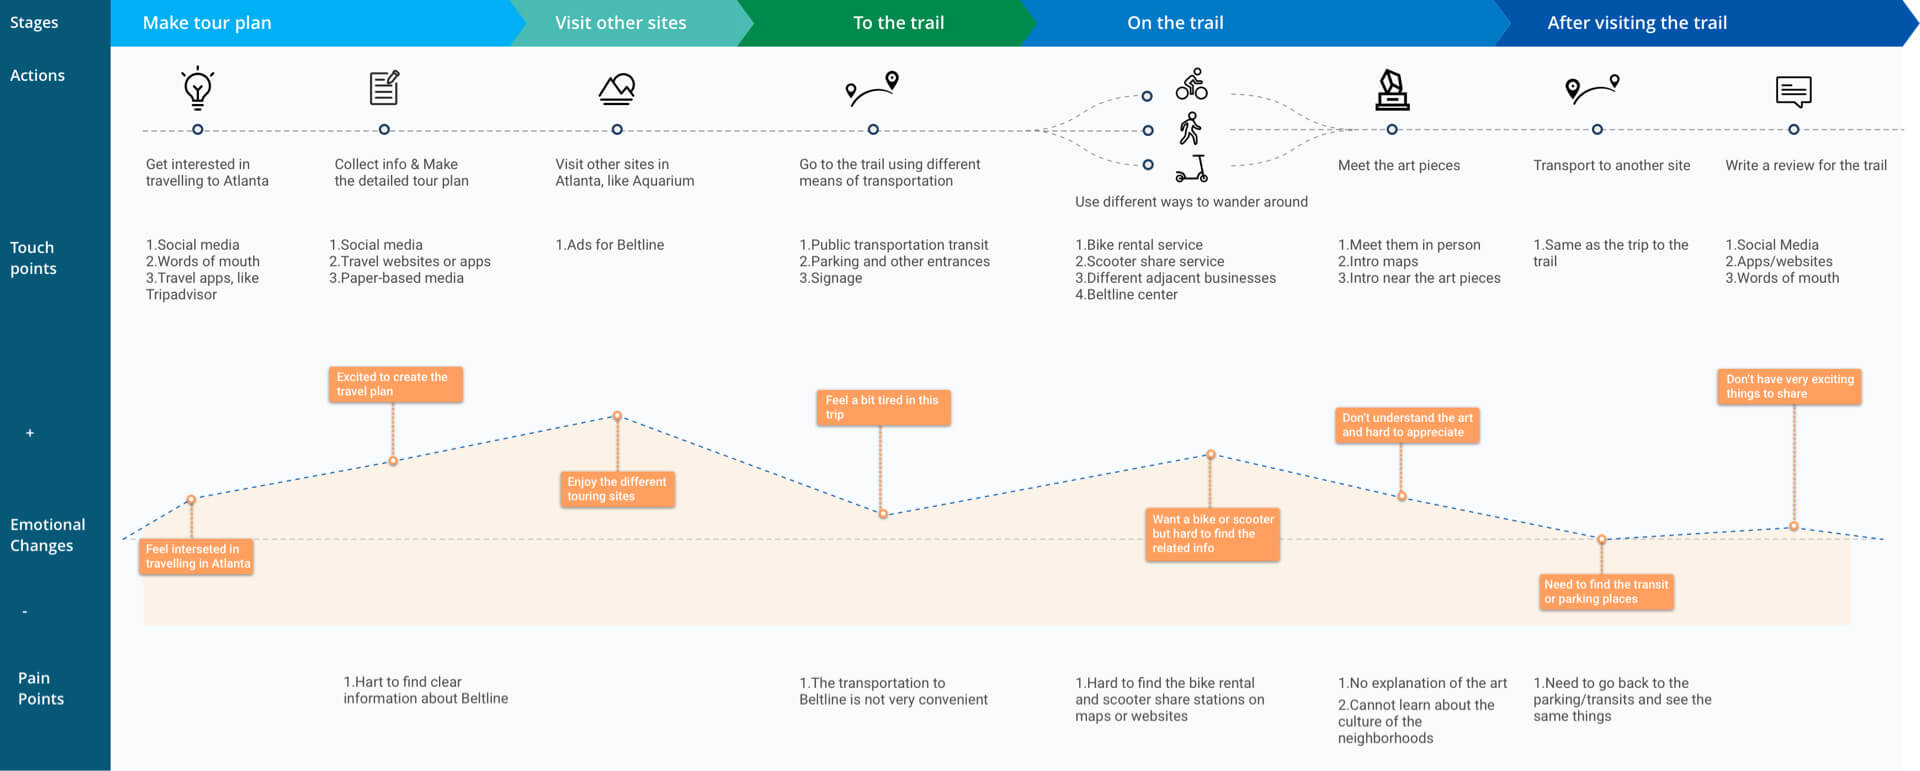 Stages
Make tour plan
Visit other sites
To the trail
On the trail
After visiting the trail
Actions
Get interested in
travelling to Atlanta
Collect info & Make
the detailed tour plan
Visit other sites in
Atlanta, like Aquarium
Go to the trail using different
means of transportation
Use different ways to wander around
Meet the art pieces
Transport to another site
Write a review for the trail
Touch
points
1.Social media
2.Words of mouth
3.Travel apps, like
Tripadvisor
1.Social media
2.Travel websites or apps
3.Paper-based media
1.Ads for Beltline
1.Public transportation transit
2.Parking and other entrances
3.Signage
1.Bike rental service
2.Scooter share service
3.Different adjacent businesses
4.Beltline center
1.Meet them in person
2.Intro maps
3.Intro near the art pieces
1.Same as the trip to the
trail
1.Social Media
2.Apps/websites
3.Words of mouth
+
Emotional
Changes
-
Feel interseted in
travelling in Atlanta
Excited to create the
travel plan
Enjoy the different
touring sites
Feel a bit tired in this
trip
Want a bike or scooter
but hard to find the
related info
Don't understand the art
and hard to appreciate
Need to find the transit
or parking places
Don't have very exciting
things to share
Pain
Points
1.Hart to find clear
information about Beltline
1.The transportation to
Beltline is not very convenient
1.Hard to find the bike rental
and scooter share stations on
maps or websites
1.No explanation of the art
2.Cannot learn about the
culture of the
neighborhoods
1.Need to go back to the
parking/transits and see the
same things